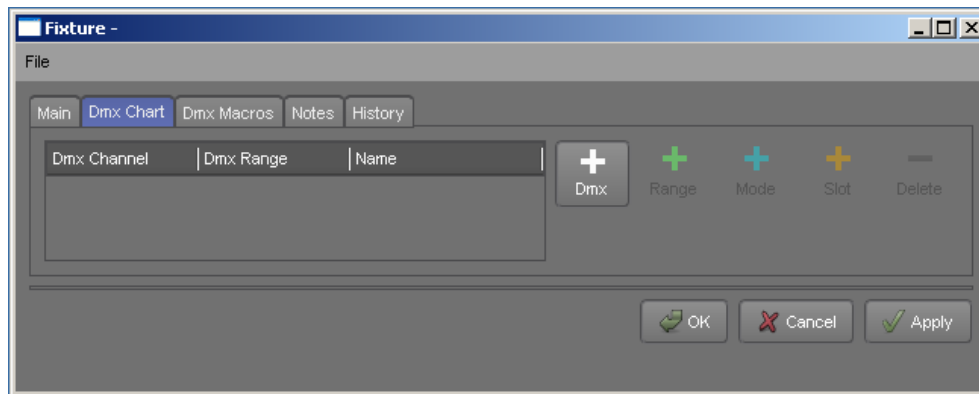 Fixture -
File
Main Dmx Chart Dmx Macros Notes History
Dmx Channel Dmx Range Name
Dmx Range Mode Slot Delete
OK Cancel Apply